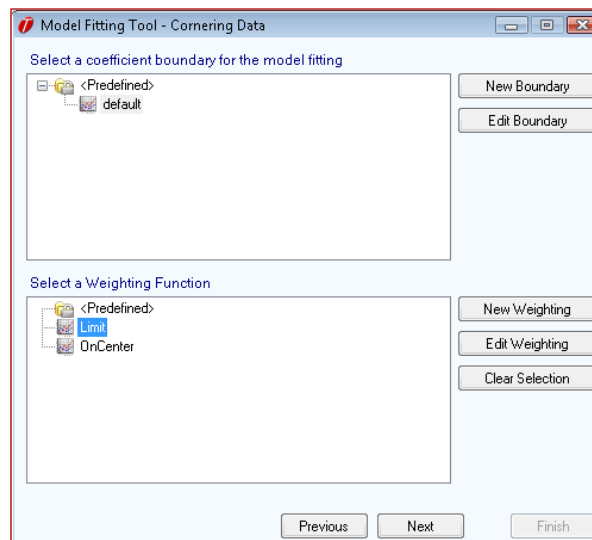 Model Fitting Tool - Cornering Data
Select a coefficient boundary for the model fitting
<Predefined>
default
New Boundary
Edit Boundary
Select a Weighting Function
<Predefined>
Limit
OnCenter
New Weighting
Edit Weighting
Clear Selection
Previous
Next
Finish